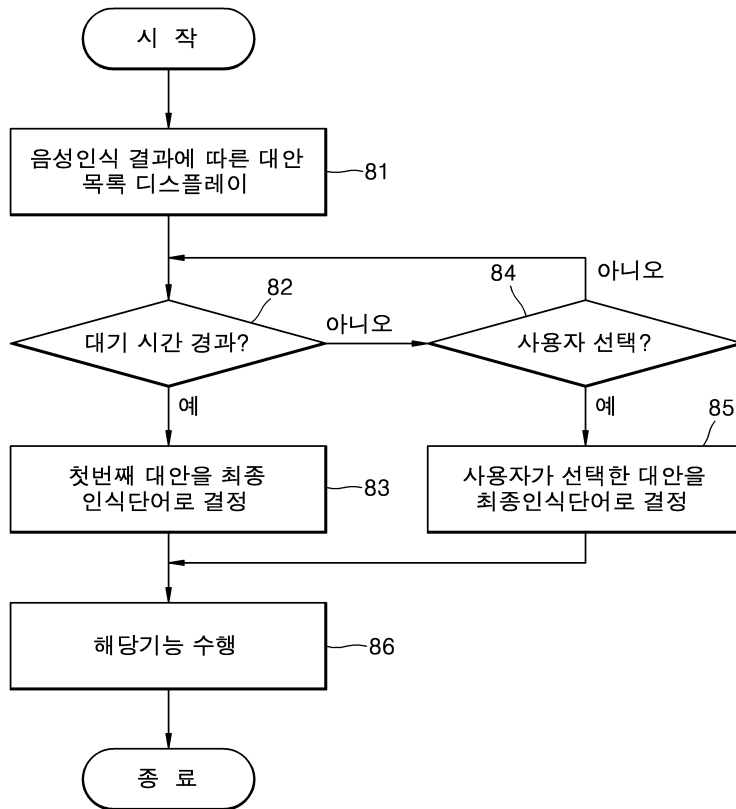 시 작
음성인식 결과에 따른 대안
목록 디스플레이
81
아니오
84
82
대기 시간 경과?
아니오
사용자 선택?
예
예
85
첫번째 대안을 최종
인식단어로 결정
83
사용자가 선택한 대안을
최종인식단어로 결정
해당기능 수행
86
종 료